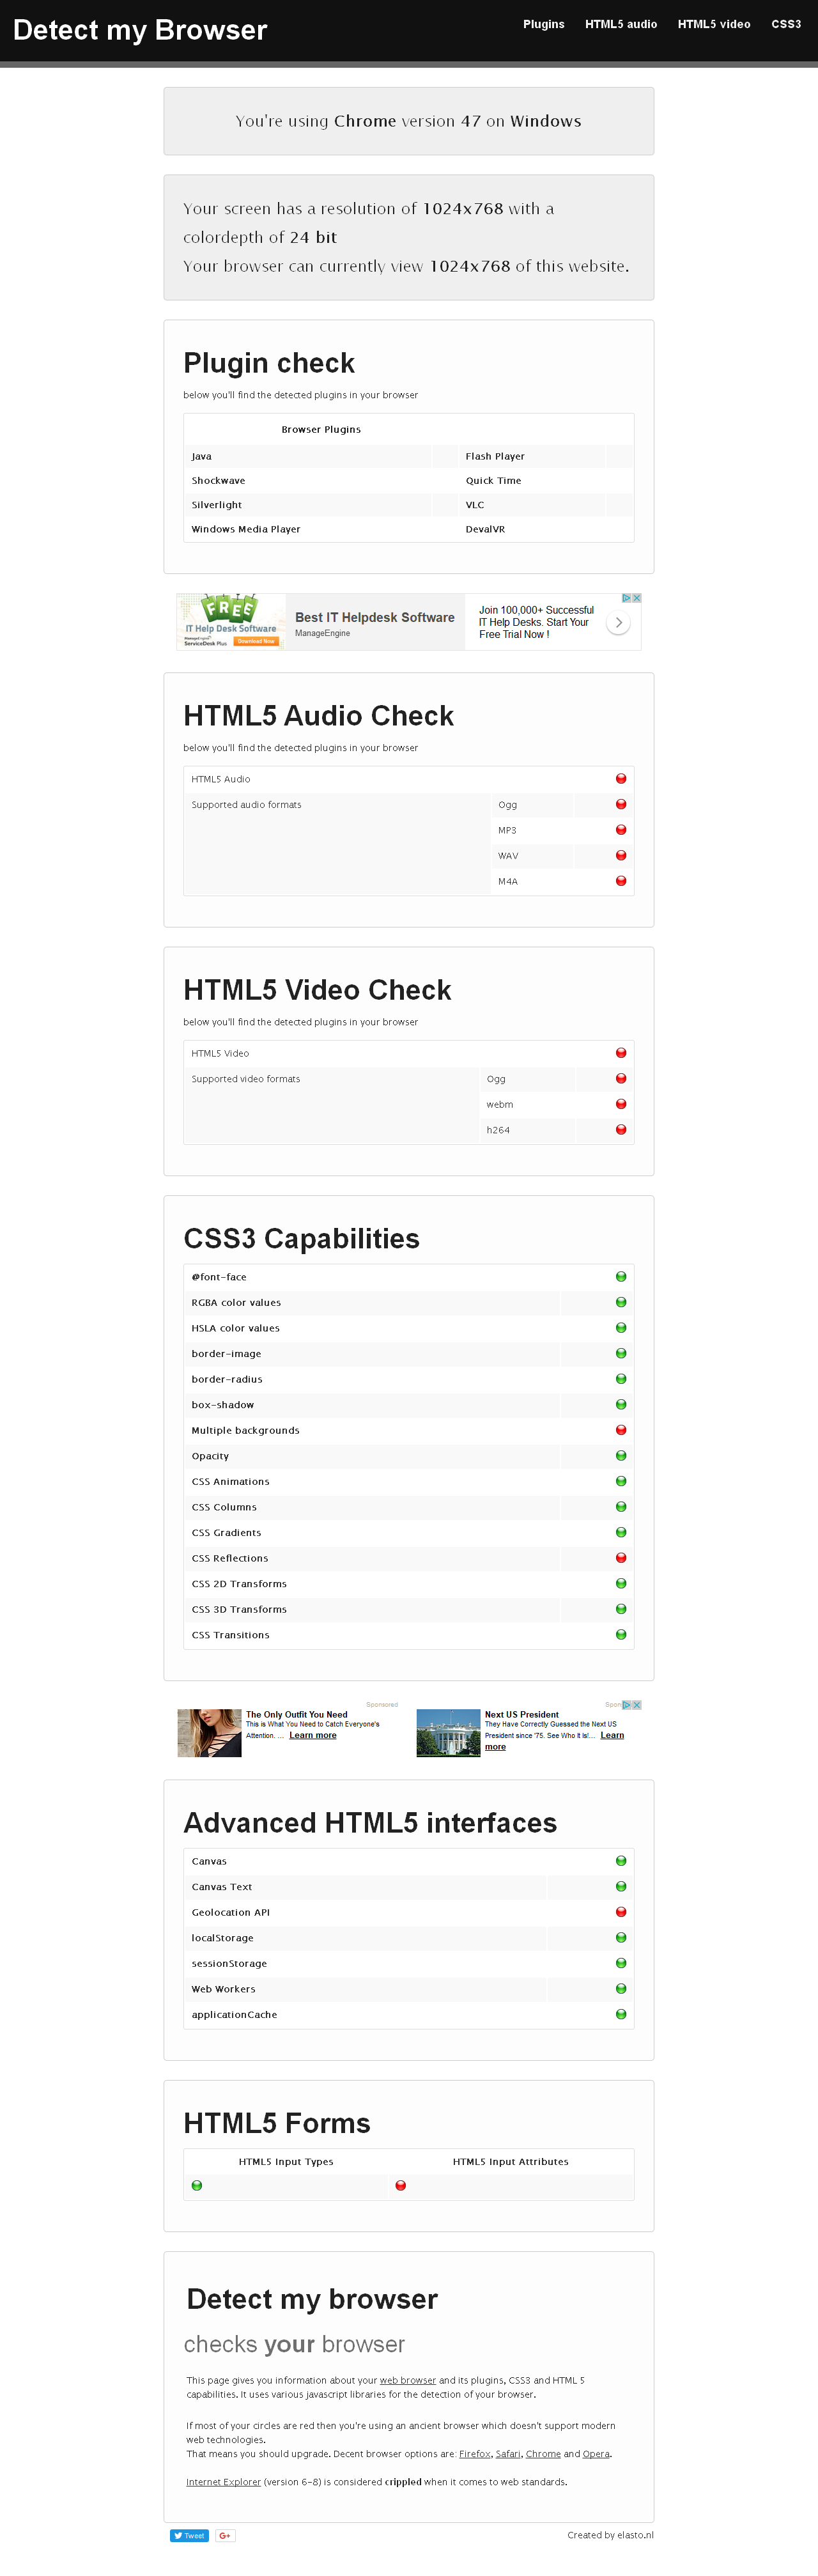 Detect my Browser
Plugins HTML5 audio HTML5 video CSS3
You're using Chrome version 47 on Windows
Your screen has a resolution of 1024x768 with a
colordepth of 24 bit
Your browser can currently view 1024x768 of this website.
Plugin check
below you'll find the detected plugins in your browser
Browser Plugins
Java Flash Player
Shockwave Quick Time
Silverlight VLC
Windows Media Player DevalVR
FREE
IT Help Desk Software
ManageEngine
ServiceDesk Plus Download Now
Best IT Helpdesk Software
ManageEngine
Join 100,000+ Successful
IT Help Desks. Start Your
Free Trial Now !
HTML5 Audio Check
below you'll find the detected plugins in your browser
HTML5 Audio
Supported audio formats Ogg
MP3
WAV
M4A
HTML5 Video Check
below you'll find the detected plugins in your browser
HTML5 Video
Supported video formats Ogg
webm
h264
CSS3 Capabilities
@font-face
RGBA color values
HSLA color values
border-image
border-radius
box-shadow
Multiple backgrounds
Opacity
CSS Animations
CSS Columns
CSS Gradients
CSS Reflections
CSS 2D Transforms
CSS 3D Transforms
CSS Transitions
Sponsored
The Only Outfit You Need
This is What You Need to Catch Everyone's
Attention. ... Learn more
Spon
Next US President
They Have Correctly Guessed the Next US
President since '75. See Who It Is!... Learn
more
Advanced HTML5 interfaces
Canvas
Canvas Text
Geolocation API
localStorage
sessionStorage
Web Workers
applicationCache
HTML5 Forms
HTML5 Input Types HTML5 Input Attributes
Detect my browser
checks your browser
This page gives you information about your web browser and its plugins, CSS3 and HTML 5
capabilities. It uses various javascript libraries for the detection of your browser.
If most of your circles are red then you're using an ancient browser which doesn't support modern
web technologies.
That means you should upgrade. Decent browser options are: Firefox, Safari, Chrome and Opera.
Internet Explorer (version 6-8) is considered crippled when it comes to web standards.
Tweet G+
Created by elasto.nl